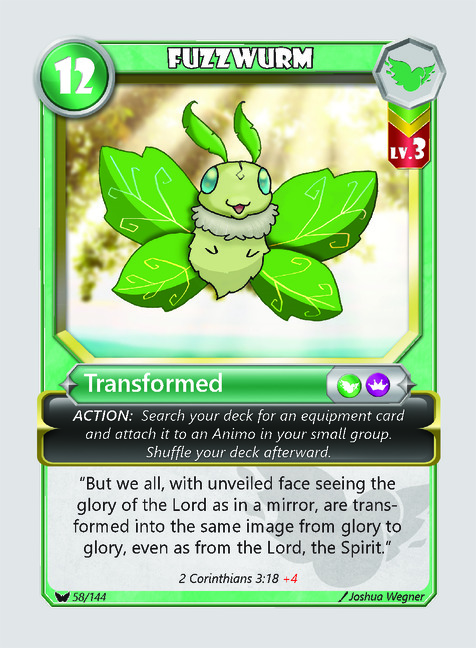 FUZZWURM
12
LV.3
Transformed
ACTION: Search your deck for an equipment card
and attach it to an Animo in your small group.
Shuffle your deck afterward.
“But we all, with unveiled face seeing the
glory of the Lord as in a mirror, are trans-
formed into the same image from glory to
glory, even as from the Lord, the Spirit.”
2 Corinthians 3:18 +4
58/144
Joshua Wegner